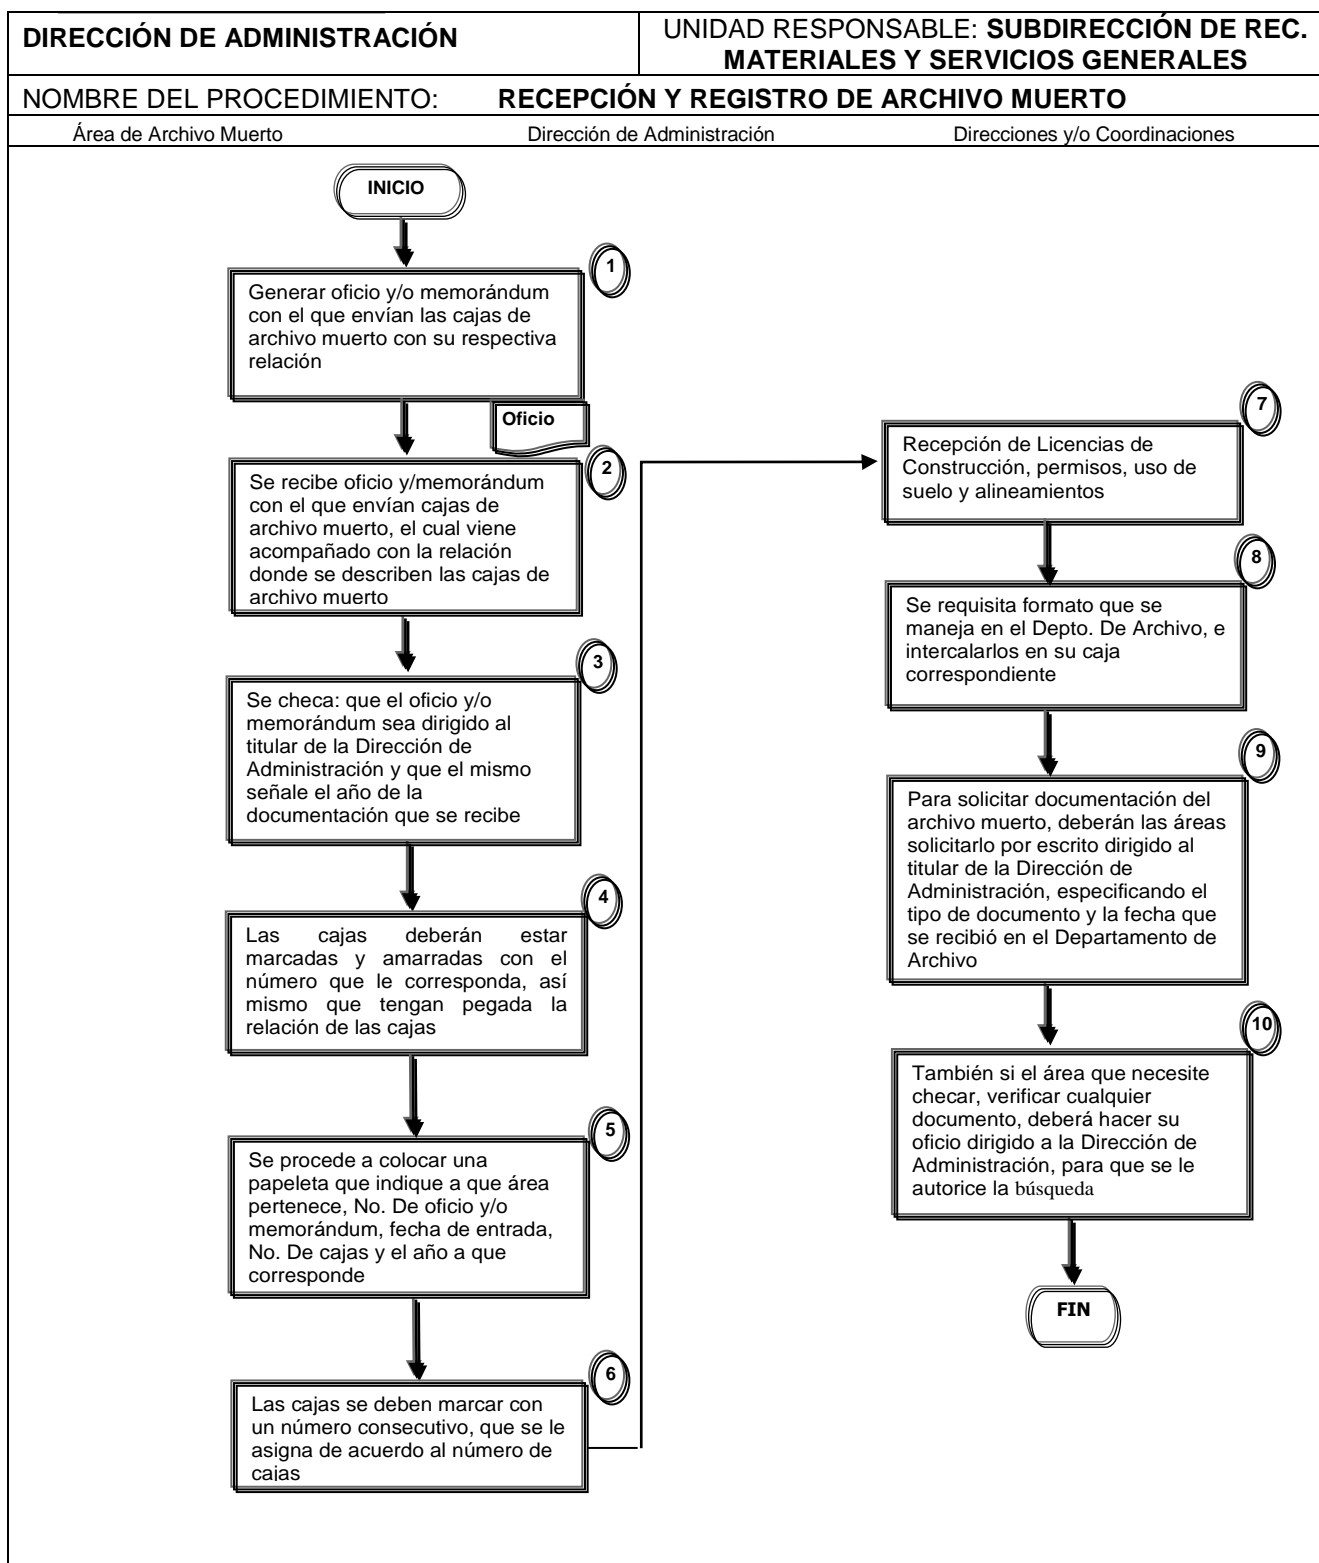 DIRECCIÓN DE ADMINISTRACIÓN
UNIDAD RESPONSABLE: SUBDIRECCIÓN DE REC.
MATERIALES Y SERVICIOS GENERALES
NOMBRE DEL PROCEDIMIENTO: RECEPCIÓN Y REGISTRO DE ARCHIVO MUERTO
Área de Archivo Muerto
Dirección de Administración
Direcciones y/o Coordinaciones
INICIO
1
Generar oficio y/o memorándum
con el que envían las cajas de
archivo muerto con su respectiva
relación
Oficio
2
Se recibe oficio y/memorándum
con el que envían cajas de
archivo muerto, el cual viene
acompañado con la relación
donde se describen las cajas de
archivo muerto
3
Se checa: que el oficio y/o
memorándum sea dirigido al
titular de la Dirección de
Administración y que el mismo
señale el año de la
documentación que se recibe
4
Las cajas deberán estar
marcadas y amarradas con el
número que le corresponda, así
mismo que tengan pegada la
relación de las cajas
5
Se procede a colocar una
papeleta que indique a que área
pertenece, No. De oficio y/o
memorándum, fecha de entrada,
No. De cajas y el año a que
corresponde
6
Las cajas se deben marcar con
un número consecutivo, que se le
asigna de acuerdo al número de
cajas
7
Recepción de Licencias de
Construcción, permisos, uso de
suelo y alineamientos
8
Se requisita formato que se
maneja en el Depto. De Archivo, e
intercalarlos en su caja
correspondiente
9
Para solicitar documentación del
archivo muerto, deberán las áreas
solicitarlo por escrito dirigido al
titular de la Dirección de
Administración, especificando el
tipo de documento y la fecha que
se recibió en el Departamento de
Archivo
10
También si el área que necesite
checar, verificar cualquier
documento, deberá hacer su
oficio dirigido a la Dirección de
Administración, para que se le
autorice la búsqueda
FIN